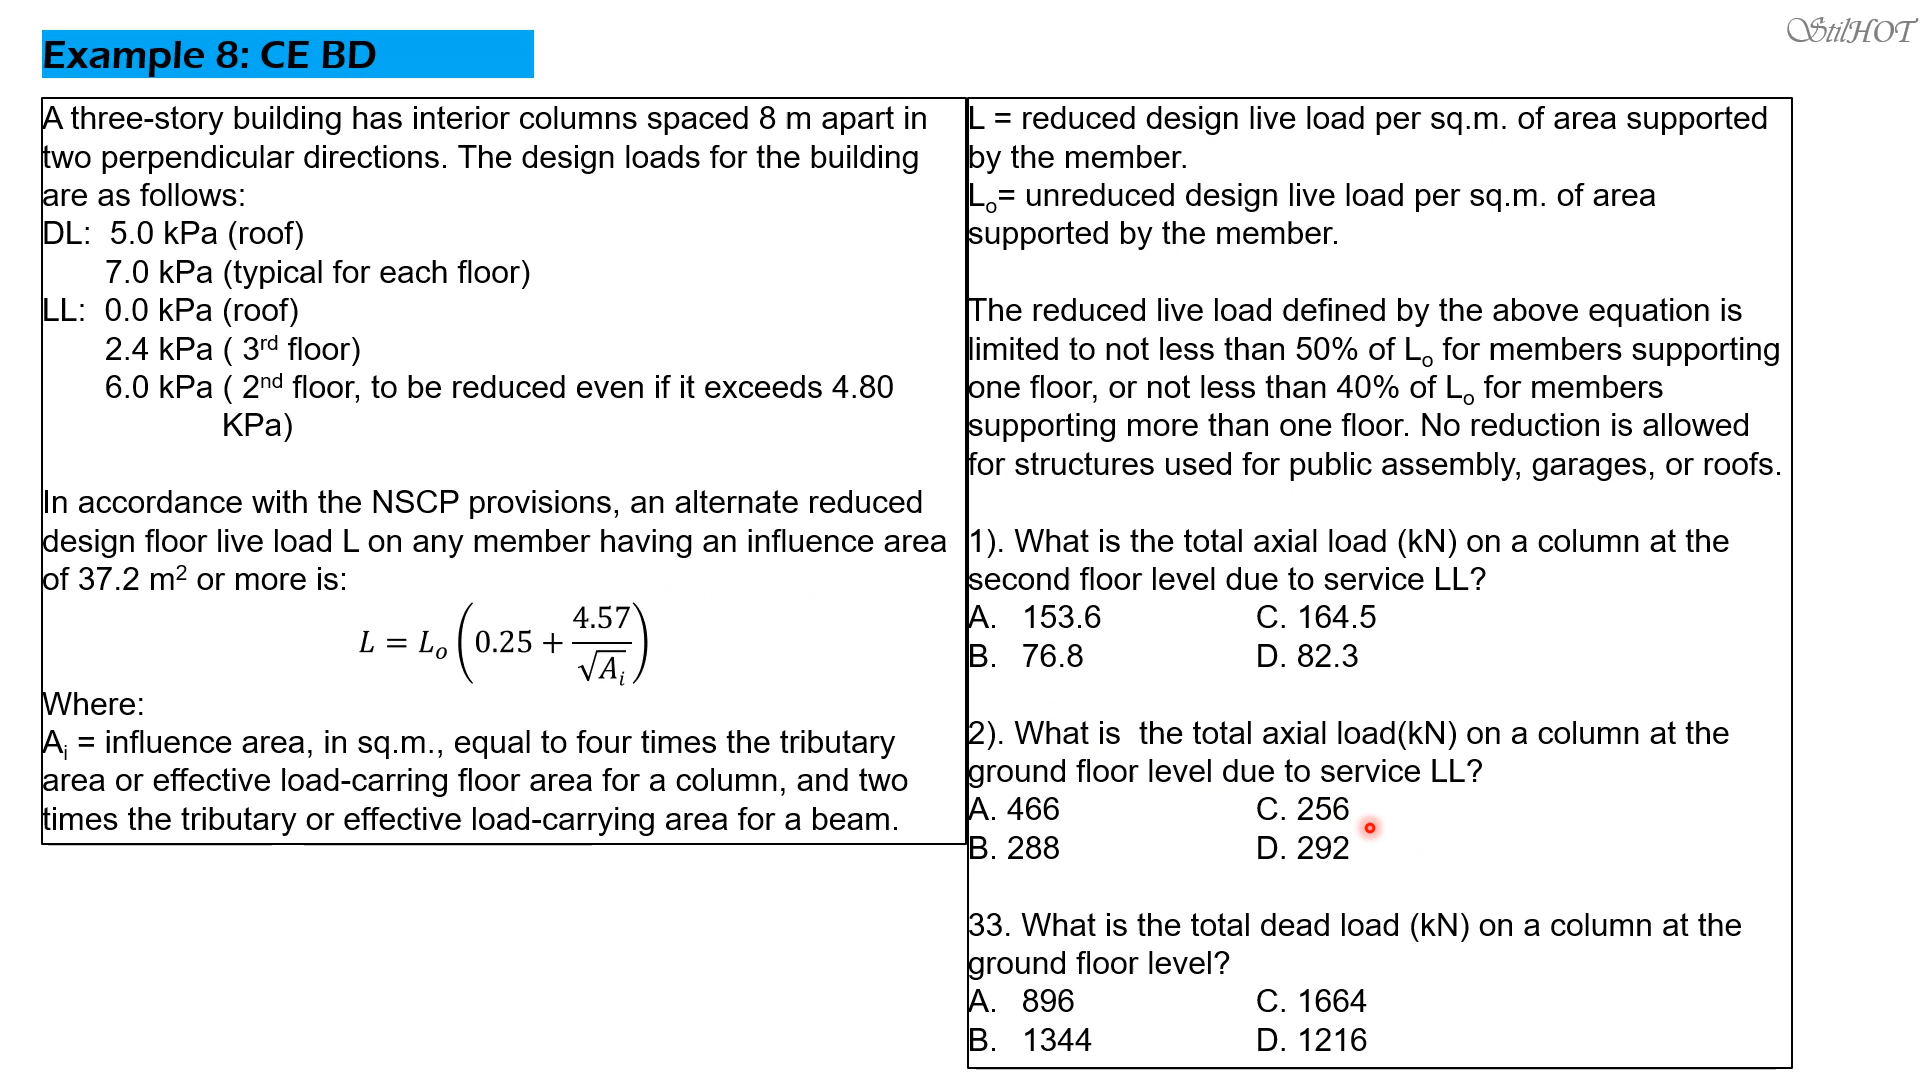 StilHOT
Example 8: CE BD
A three-story building has interior columns spaced 8 m apart in
two perpendicular directions. The design loads for the building
are as follows:
DL: 5.0 kPa (roof)
7.0 kPa (typical for each floor)
LL: 0.0 kPa (roof)
2.4 kPa ( 3rd floor)
6.0 kPa ( 2nd floor, to be reduced even if it exceeds 4.80
KPa)
In accordance with the NSCP provisions, an alternate reduced
design floor live load L on any member having an influence area
of 37.2 m² or more is:
L = Lₒ (0.25 + 4.57/√Aᵢ)
Where:
Aᵢ = influence area, in sq.m., equal to four times the tributary
area or effective load-carring floor area for a column, and two
times the tributary or effective load-carrying area for a beam.
L = reduced design live load per sq.m. of area supported
by the member.
Lₒ= unreduced design live load per sq.m. of area
supported by the member.
The reduced live load defined by the above equation is
limited to not less than 50% of Lₒ for members supporting
one floor, or not less than 40% of Lₒ for members
supporting more than one floor. No reduction is allowed
for structures used for public assembly, garages, or roofs.
1). What is the total axial load (kN) on a column at the
second floor level due to service LL?
A. 153.6 C. 164.5
B. 76.8 D. 82.3
2). What is the total axial load(kN) on a column at the
ground floor level due to service LL?
A. 466 C. 256
B. 288 D. 292
33. What is the total dead load (kN) on a column at the
ground floor level?
A. 896 C. 1664
B. 1344 D. 1216